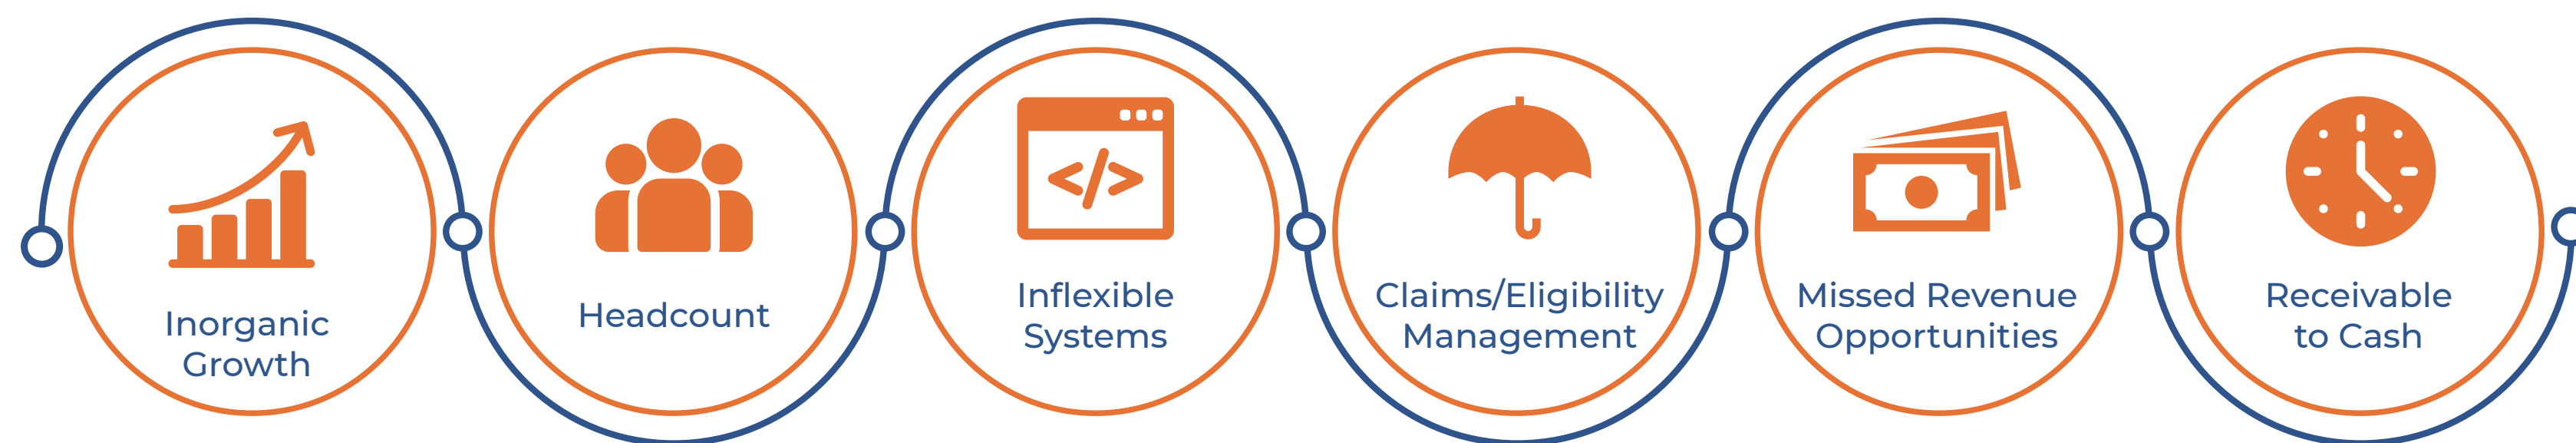 Inorganic
Growth
Headcount
Inflexible
Systems
Claims/Eligibility
Management
Missed Revenue
Opportunities
Receivable
to Cash